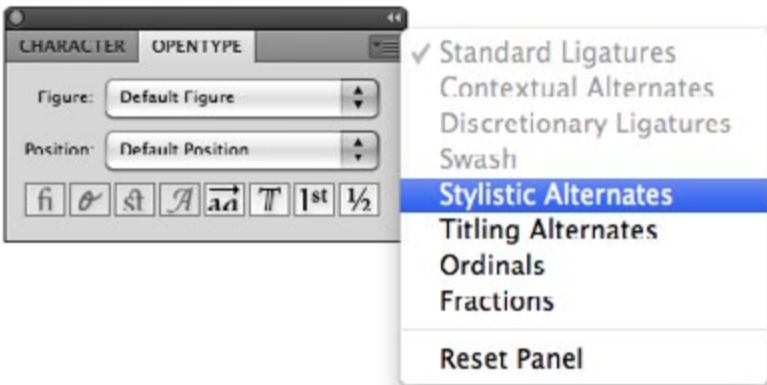 CHARACTER OPENTYPE
Figure: Default Figure
Position: Default Position
fi o st A aa T 1st ½
✓ Standard Ligatures
Contextual Alternates
Discretionary Ligatures
Swash
Stylistic Alternates
Titling Alternates
Ordinals
Fractions
Reset Panel